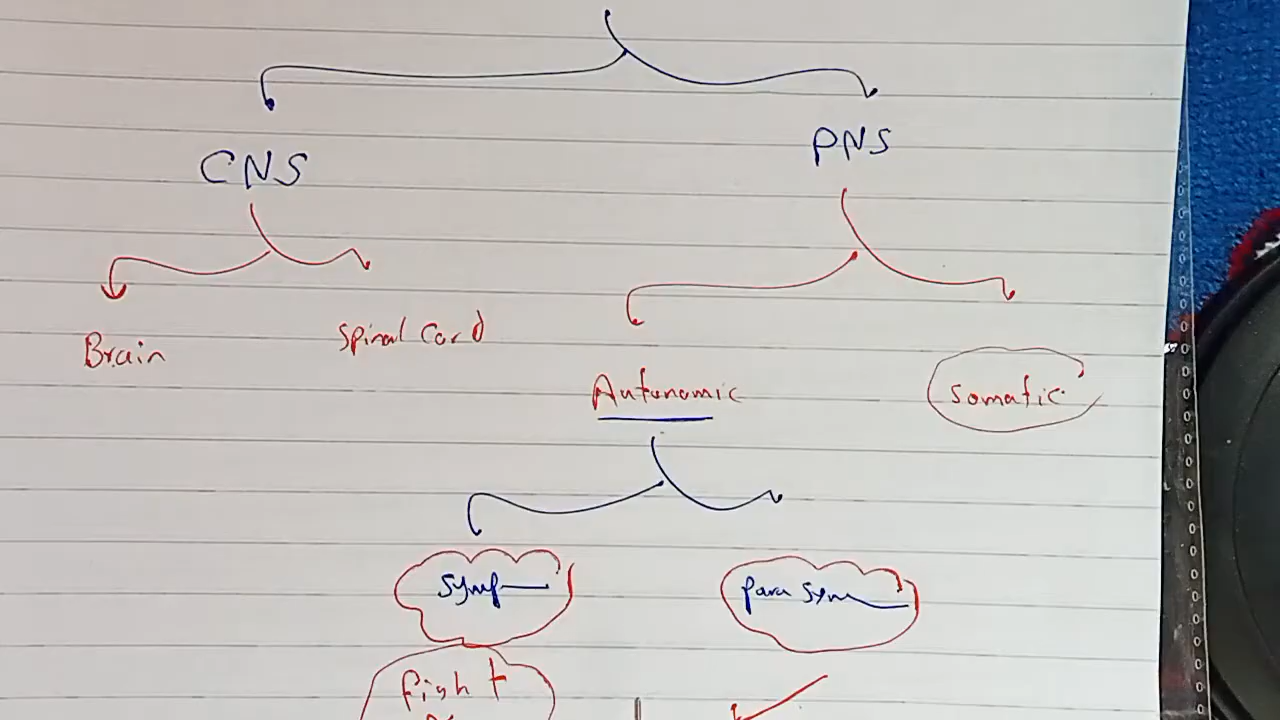 CNS
PNS
Brain
Spinal Cord
Autonomic
Somatic
Symp
Para Sym
fight